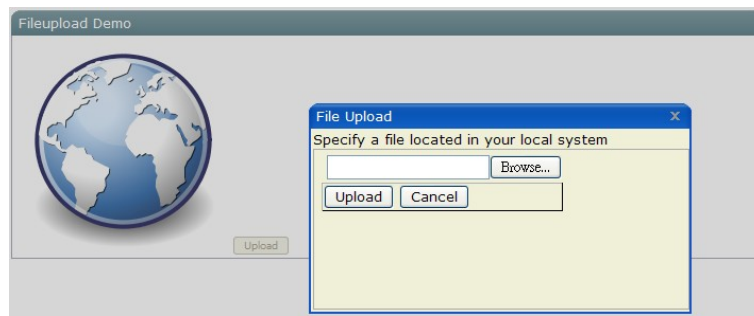 Fileupload Demo
Upload
File Upload X
Specify a file located in your local system
Browse...
Upload Cancel